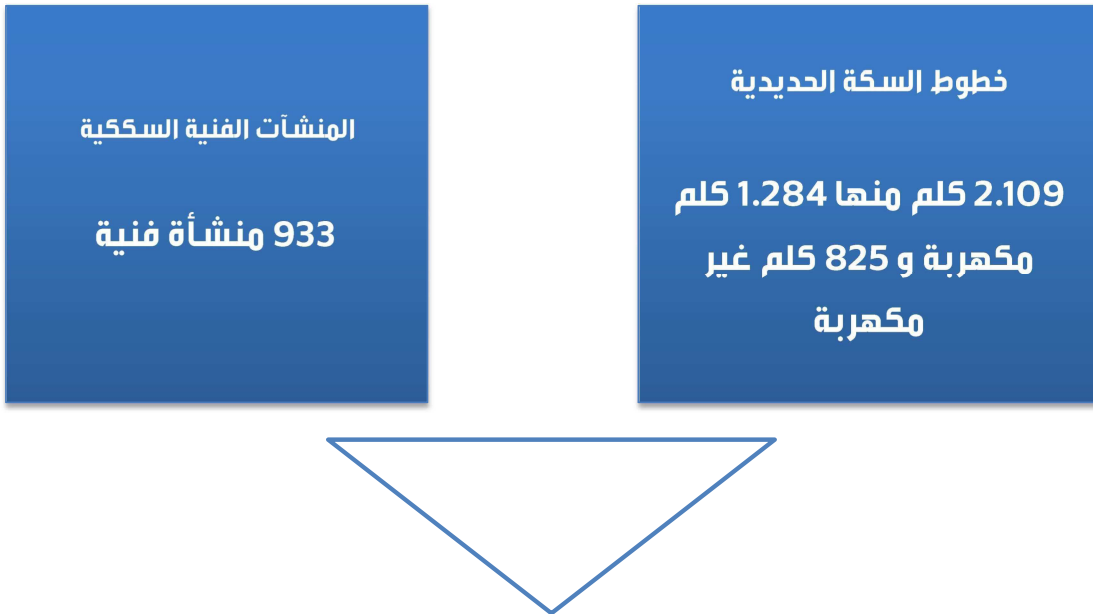 خطوط السكة الحديدية
2.109 كلم منها 1.284 كلم
مكهربة و 825 كلم غير
مكهربة
المنشآت الفنية السككية
933 منشأة فنية